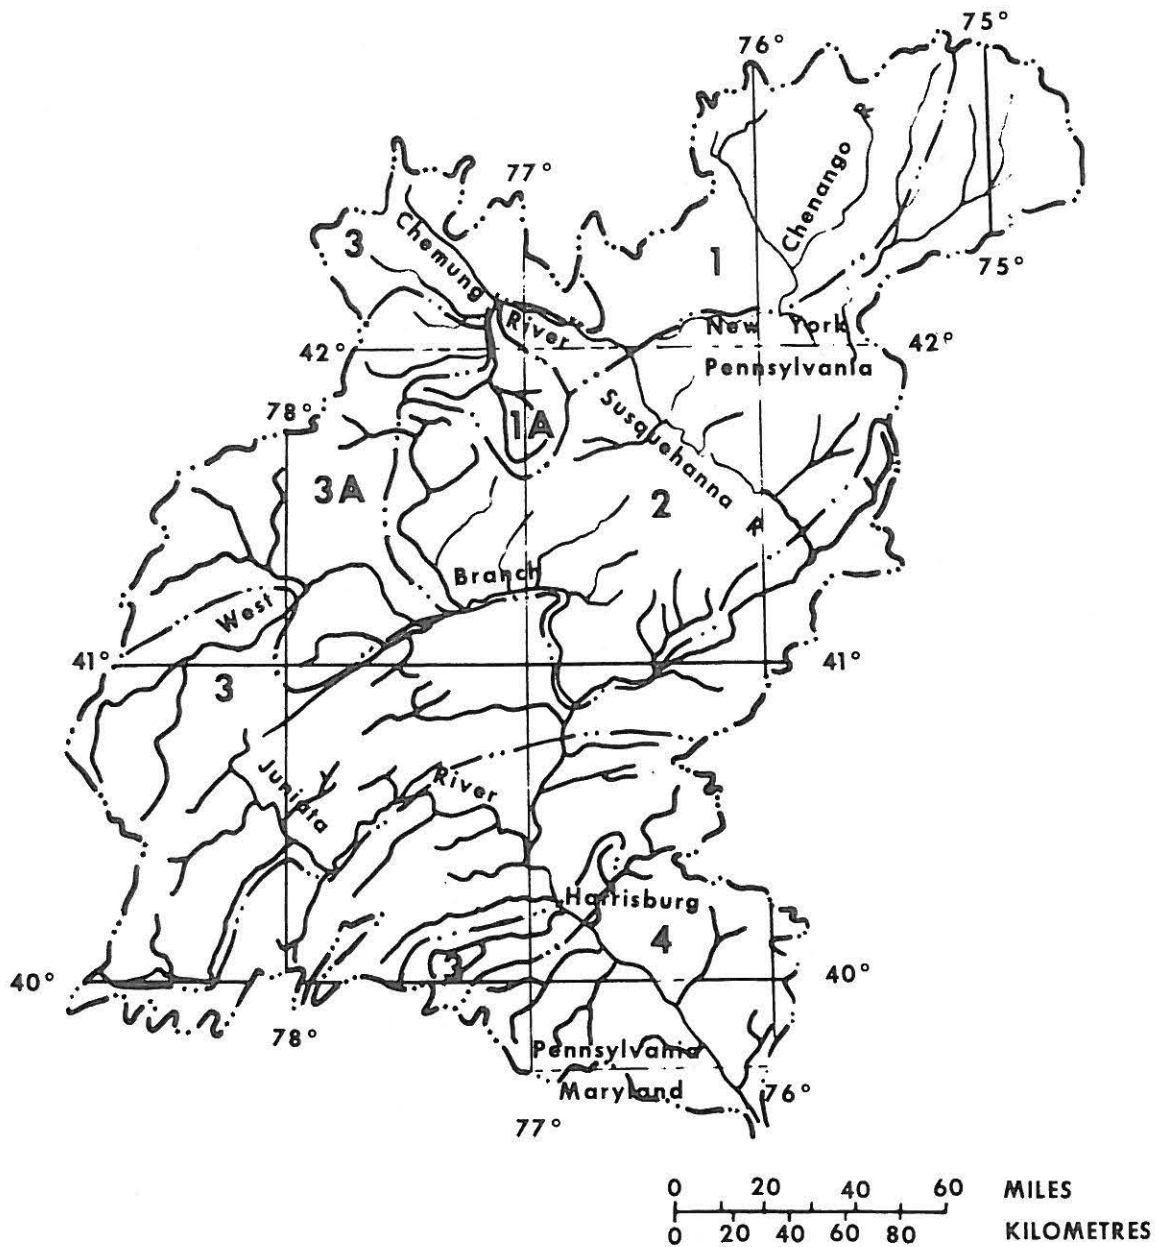 75°
76°
77°
Chenango
R
3
Chemung
River
1
75°
New York
42°
42°
Pennsylvania
78°
1A
Susquehanna
R
3A
2
Branch
West
41°
41°
3
Juniata
River
Harrisburg
4
3
40°
40°
78°
Pennsylvania
Maryland
76°
77°
0 20 40 60 MILES
0 20 40 60 80 KILOMETRES